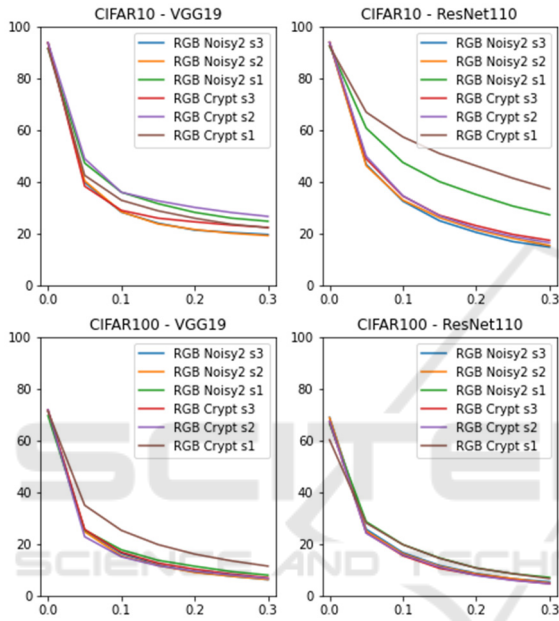 CIFAR10 - VGG19
100
80
60
40
20
0
0.0 0.1 0.2 0.3
RGB Noisy2 s3
RGB Noisy2 s2
RGB Noisy2 s1
RGB Crypt s3
RGB Crypt s2
RGB Crypt s1
CIFAR10 - ResNet110
100
80
60
40
20
0
0.0 0.1 0.2 0.3
RGB Noisy2 s3
RGB Noisy2 s2
RGB Noisy2 s1
RGB Crypt s3
RGB Crypt s2
RGB Crypt s1
CIFAR100 - VGG19
100
80
60
40
20
0
0.0 0.1 0.2 0.3
RGB Noisy2 s3
RGB Noisy2 s2
RGB Noisy2 s1
RGB Crypt s3
RGB Crypt s2
RGB Crypt s1
CIFAR100 - ResNet110
100
80
60
40
20
0
0.0 0.1 0.2 0.3
RGB Noisy2 s3
RGB Noisy2 s2
RGB Noisy2 s1
RGB Crypt s3
RGB Crypt s2
RGB Crypt s1
SCIENCE AND